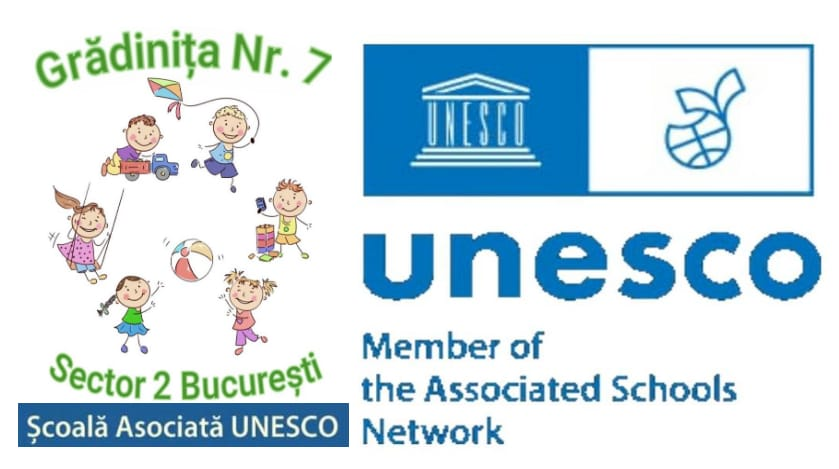 Grădinița Nr. 7
Sector 2 București
Școală Asociată UNESCO
UNESCO
unesco
Member of
the Associated Schools
Network